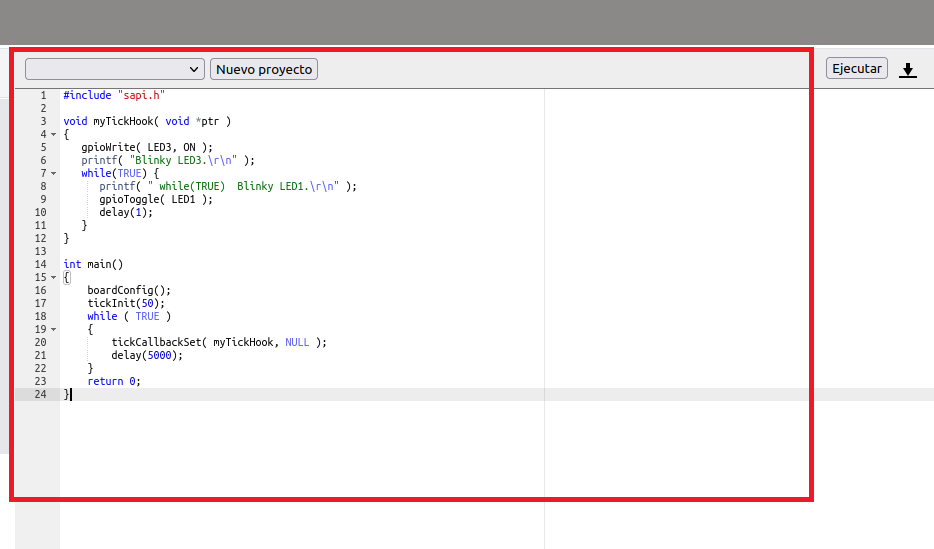 Nuevo proyecto
Ejecutar
1 #include "sapi.h"
2
3 void myTickHook( void *ptr )
4 {
5 gpioWrite( LED3, ON );
6 printf( "Blinky LED3.\r\n" );
7 while(TRUE) {
8 printf( " while(TRUE)  Blinky LED1.\r\n" );
9 gpioToggle( LED1 );
10 delay(1);
11 }
12 }
13
14 int main()
15 {
16 boardConfig();
17 tickInit(50);
18 while ( TRUE )
19 {
20 tickCallbackSet( myTickHook, NULL );
21 delay(5000);
22 }
23 return 0;
24 }